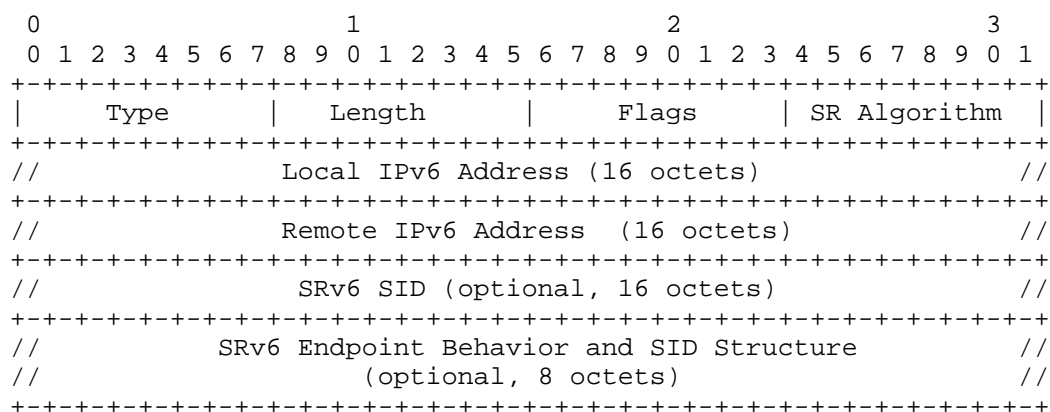 0                   1                   2                   3
 0 1 2 3 4 5 6 7 8 9 0 1 2 3 4 5 6 7 8 9 0 1 2 3 4 5 6 7 8 9 0 1
+-+-+-+-+-+-+-+-+-+-+-+-+-+-+-+-+-+-+-+-+-+-+-+-+-+-+-+-+-+-+-+-+
|     Type      |   Length      |     Flags     | SR Algorithm  |
+-+-+-+-+-+-+-+-+-+-+-+-+-+-+-+-+-+-+-+-+-+-+-+-+-+-+-+-+-+-+-+-+
//               Local IPv6 Address (16 octets)                //
+-+-+-+-+-+-+-+-+-+-+-+-+-+-+-+-+-+-+-+-+-+-+-+-+-+-+-+-+-+-+-+-+
//               Remote IPv6 Address  (16 octets)              //
+-+-+-+-+-+-+-+-+-+-+-+-+-+-+-+-+-+-+-+-+-+-+-+-+-+-+-+-+-+-+-+-+
//                SRv6 SID (optional, 16 octets)               //
+-+-+-+-+-+-+-+-+-+-+-+-+-+-+-+-+-+-+-+-+-+-+-+-+-+-+-+-+-+-+-+-+
//           SRv6 Endpoint Behavior and SID Structure          //
//                    (optional, 8 octets)                     //
+-+-+-+-+-+-+-+-+-+-+-+-+-+-+-+-+-+-+-+-+-+-+-+-+-+-+-+-+-+-+-+-+